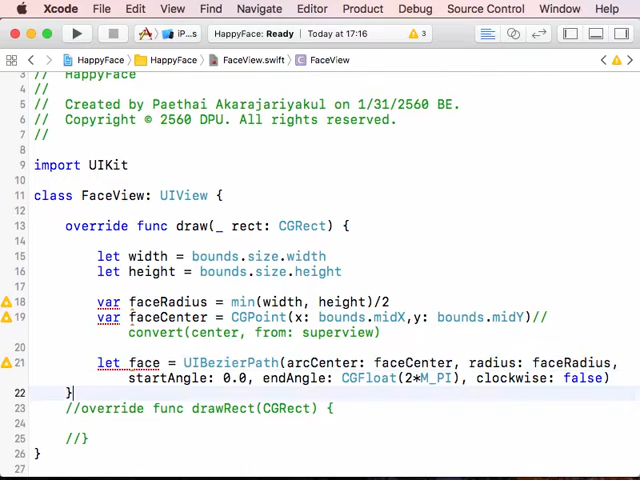 Xcode File Edit View Find Navigate Editor Product Debug Source Control Window Help
iP... HappyFace: Ready Today at 17:16 3
HappyFace HappyFace FaceView.swift C FaceView
3 // HappyFace
4 //
5 // Created by Paethai Akarajariyakul on 1/31/2560 BE.
6 // Copyright © 2560 DPU. All rights reserved.
7 //
8
9 import UIKit
10
11 class FaceView: UIView {
12
13 override func draw(_ rect: CGRect) {
14
15 let width = bounds.size.width
16 let height = bounds.size.height
17
18 var faceRadius = min(width, height)/2
19 var faceCenter = CGPoint(x: bounds.midX,y: bounds.midY)//
convert(center, from: superview)
20
21 let face = UIBezierPath(arcCenter: faceCenter, radius: faceRadius,
startAngle: 0.0, endAngle: CGFloat(2*M_PI), clockwise: false)
22 }
23 //override func drawRect(CGRect) {
24
25 //}
26 }
27